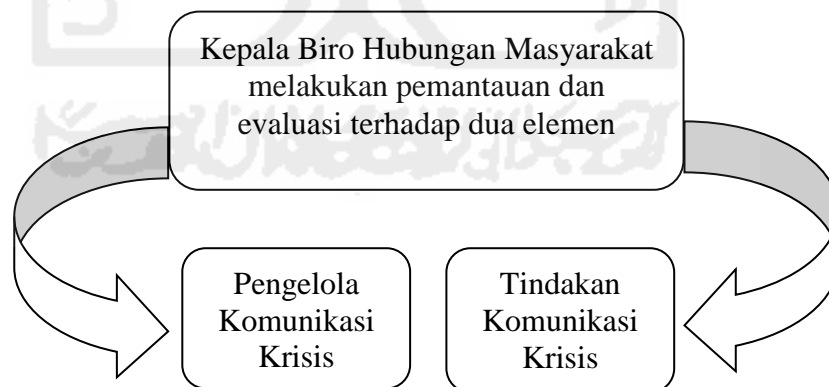 Kepala Biro Hubungan Masyarakat
melakukan pemantauan dan
evaluasi terhadap dua elemen
Pengelola
Komunikasi
Krisis
Tindakan
Komunikasi
Krisis